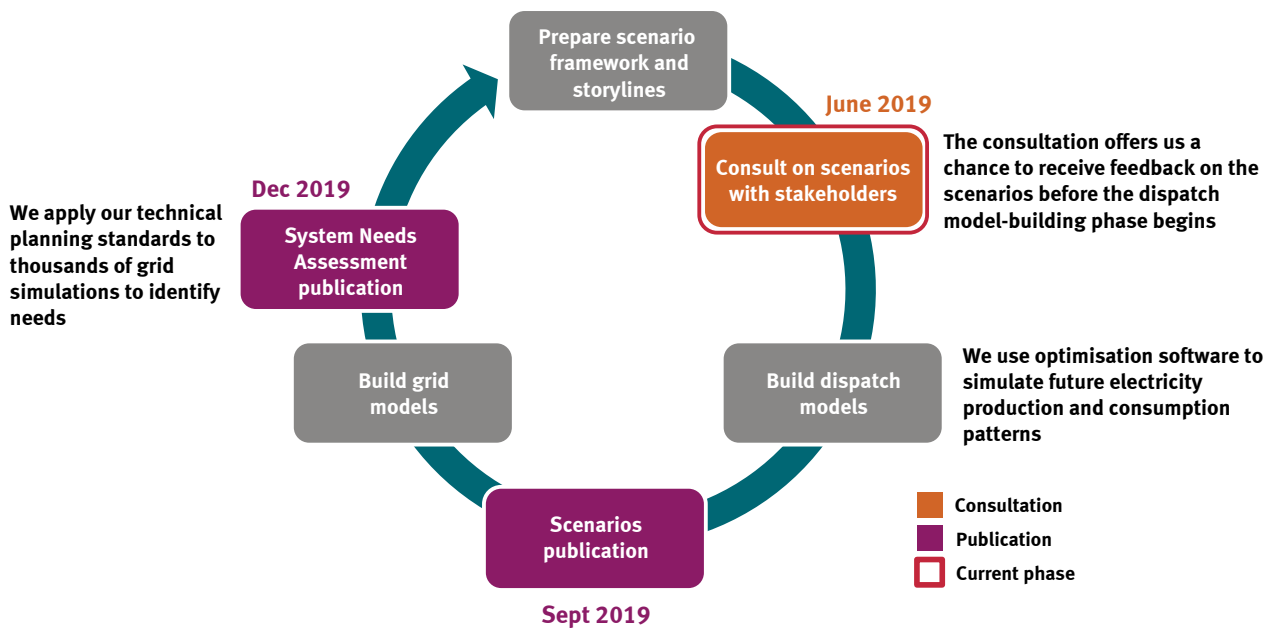 Prepare scenario
framework and
storylines
June 2019
Consult on scenarios
with stakeholders
The consultation offers us a
chance to receive feedback on the
scenarios before the dispatch
model-building phase begins
Build dispatch
models
We use optimisation software to
simulate future electricity
production and consumption
patterns
Scenarios
publication
Sept 2019
Build grid
models
Dec 2019
System Needs
Assessment
publication
We apply our technical
planning standards to
thousands of grid
simulations to identify
needs
Consultation
Publication
Current phase